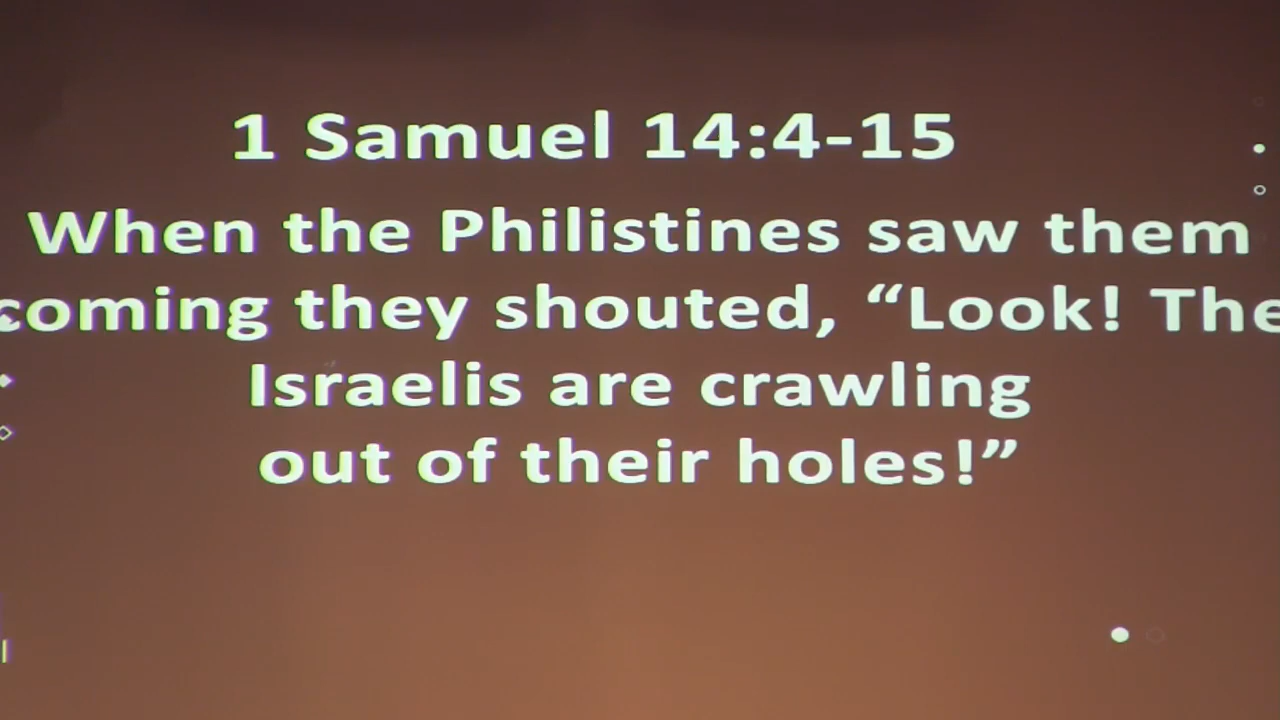 1 Samuel 14:4-15
When the Philistines saw them
coming they shouted, “Look! The
Israelis are crawling
out of their holes!”